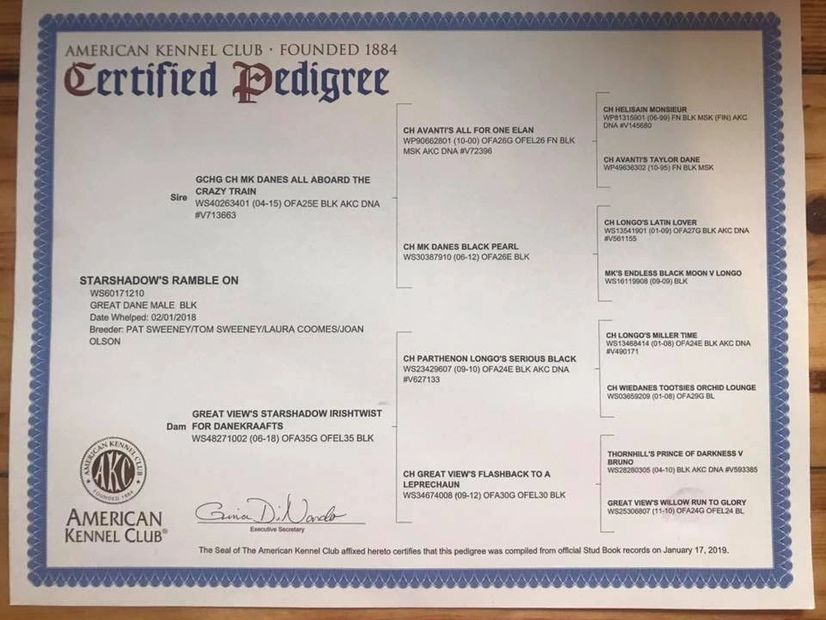 AMERICAN KENNEL CLUB · FOUNDED 1884
Certified Pedigree
Sire
GCHG CH MK DANES ALL ABOARD THE
CRAZY TRAIN
WS40263401 (04-15) OFA25E BLK AKC DNA
#V713663
STARSHADOW'S RAMBLE ON
WS60171210
GREAT DANE MALE BLK
Date Whelped: 02/01/2018
Breeder: PAT SWEENEY/TOM SWEENEY/LAURA COOMES/JOAN
OLSON
Dam
GREAT VIEW'S STARSHADOW IRISHTWIST
FOR DANEKRAAFTS
WS48271002 (06-18) OFA35G OFEL35 BLK
CH AVANTI'S ALL FOR ONE ELAN
WP90662801 (10-00) OFA26G OFEL26 FN BLK
MSK AKC DNA #V72396
CH MK DANES BLACK PEARL
WS30387910 (06-12) OFA26E BLK
CH PARTHENON LONGO'S SERIOUS BLACK
WS23429607 (09-10) OFA24E BLK AKC DNA
#V627133
CH GREAT VIEW'S FLASHBACK TO A
LEPRECHAUN
WS34674008 (09-12) OFA30G OFEL30 BLK
CH HELISAIN MONSIEUR
WP81315901 (06-99) FN BLK MSK (FIN) AKC
DNA #V145680
CH AVANTI'S TAYLOR DANE
WP49636302 (10-95) FN BLK MSK
CH LONGO'S LATIN LOVER
WS13541901 (01-09) OFA27G BLK AKC DNA
#V561155
MK'S ENDLESS BLACK MOON V LONGO
WS16119908 (09-09) BLK
CH LONGO'S MILLER TIME
WS13468414 (01-08) OFA24E BLK AKC DNA
#V490171
CH WIEDANES TOOTSIES ORCHID LOUNGE
WS03659209 (01-08) OFA29G BL
THORNHILL'S PRINCE OF DARKNESS V
BRUNO
WS28280305 (04-10) BLK AKC DNA #V593385
GREAT VIEW'S WILLOW RUN TO GLORY
WS25306807 (11-10) OFA24G OFEL24 BL
AMERICAN KENNEL CLUB
AKC
FOUNDED 1884
AMERICAN
KENNEL CLUB®
Gina DiNardo
Executive Secretary
The Seal of The American Kennel Club affixed hereto certifies that this pedigree was compiled from official Stud Book records on January 17, 2019.